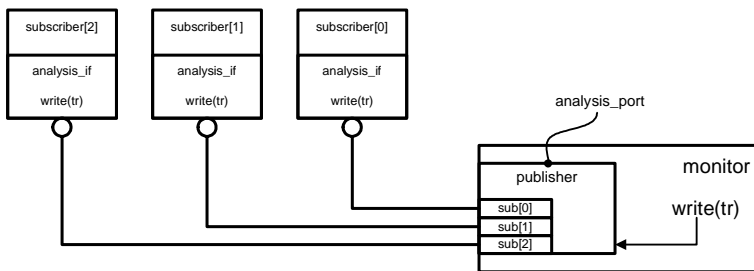 subscriber[2]
analysis_if
write(tr)
subscriber[1]
analysis_if
write(tr)
subscriber[0]
analysis_if
write(tr)
analysis_port
monitor
publisher
write(tr)
sub[0]
sub[1]
sub[2]